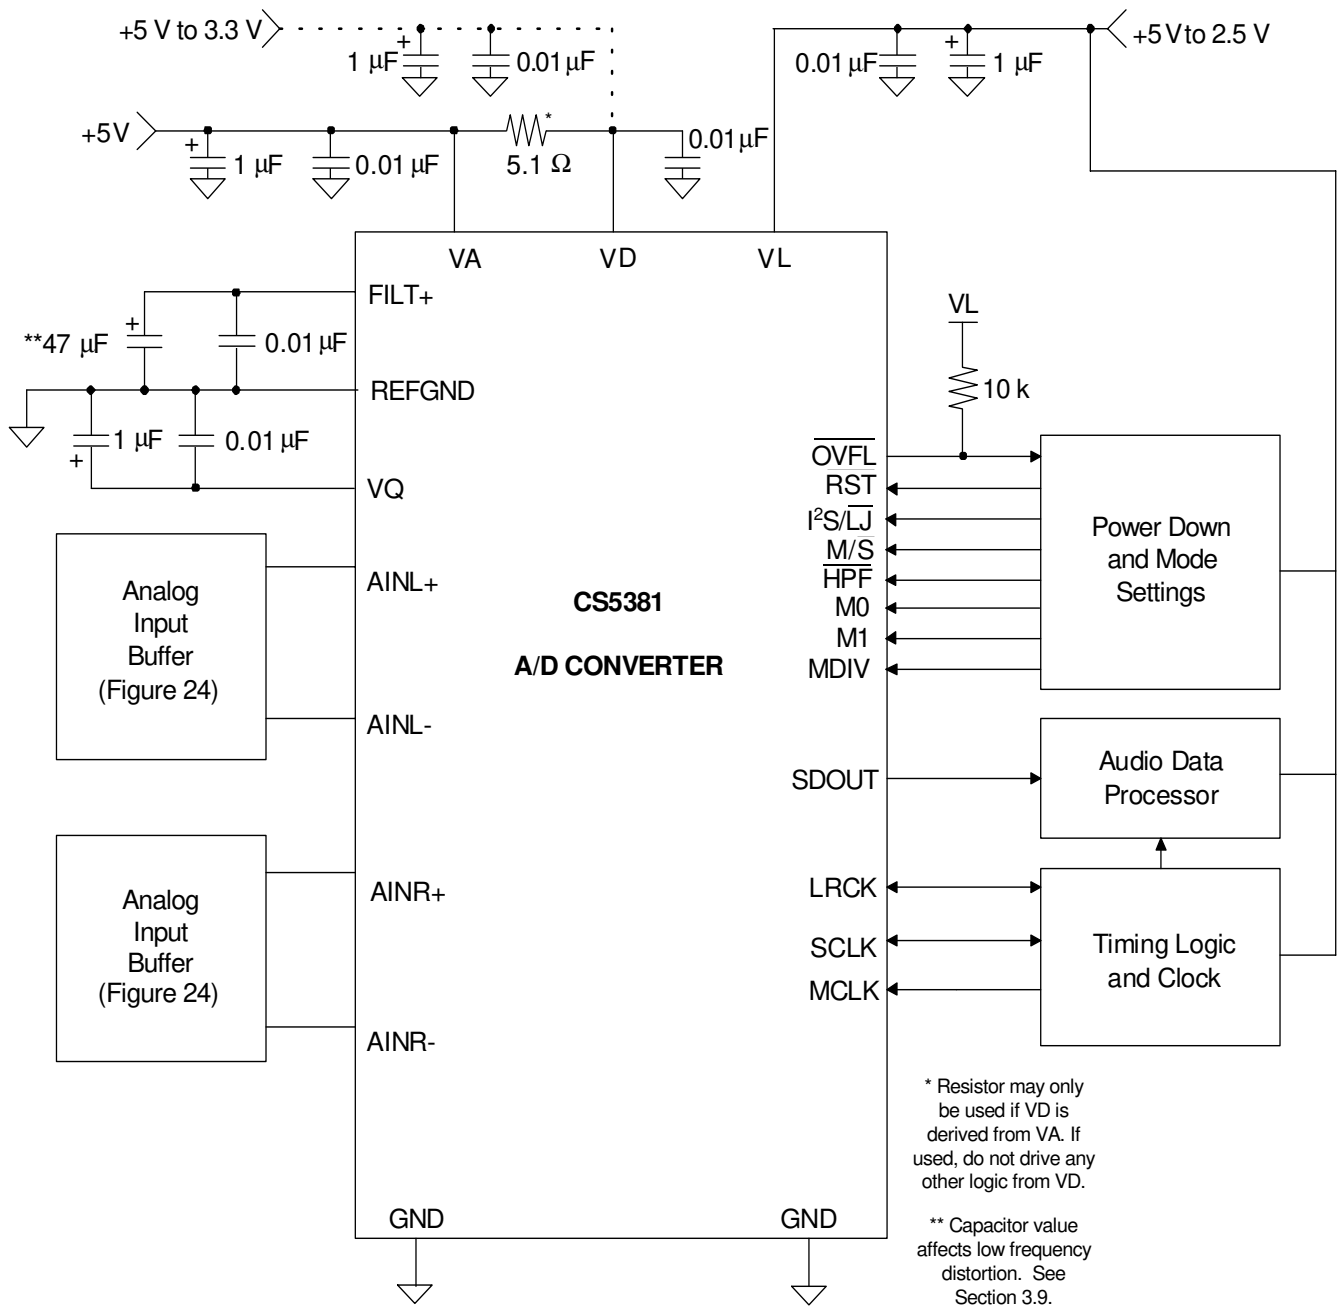 +5 V to 3.3 V
+
1 µF
0.01 µF
0.01 µF
+
1 µF
+5V to 2.5 V
+5V
+
1 µF
0.01 µF
*
5.1 Ω
0.01 µF
VA
VD
VL
FILT+
+
**47 µF
0.01 µF
REFGND
1 µF
+
0.01 µF
VQ
VL
10 k
OVFL
RST
I²S/LJ
M/S
HPF
M0
M1
MDIV
Power Down
and Mode
Settings
Analog
Input
Buffer
(Figure 24)
AINL+
AINL-
CS5381
A/D CONVERTER
SDOUT
Audio Data
Processor
Analog
Input
Buffer
(Figure 24)
AINR+
AINR-
LRCK
SCLK
MCLK
Timing Logic
and Clock
* Resistor may only
be used if VD is
derived from VA. If
used, do not drive any
other logic from VD.
GND
GND
** Capacitor value
affects low frequency
distortion. See
Section 3.9.